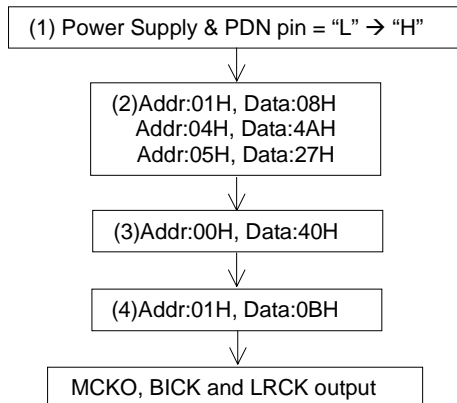 (1) Power Supply & PDN pin = “L” → “H”
(2)Addr:01H, Data:08H
Addr:04H, Data:4AH
Addr:05H, Data:27H
(3)Addr:00H, Data:40H
(4)Addr:01H, Data:0BH
MCKO, BICK and LRCK output